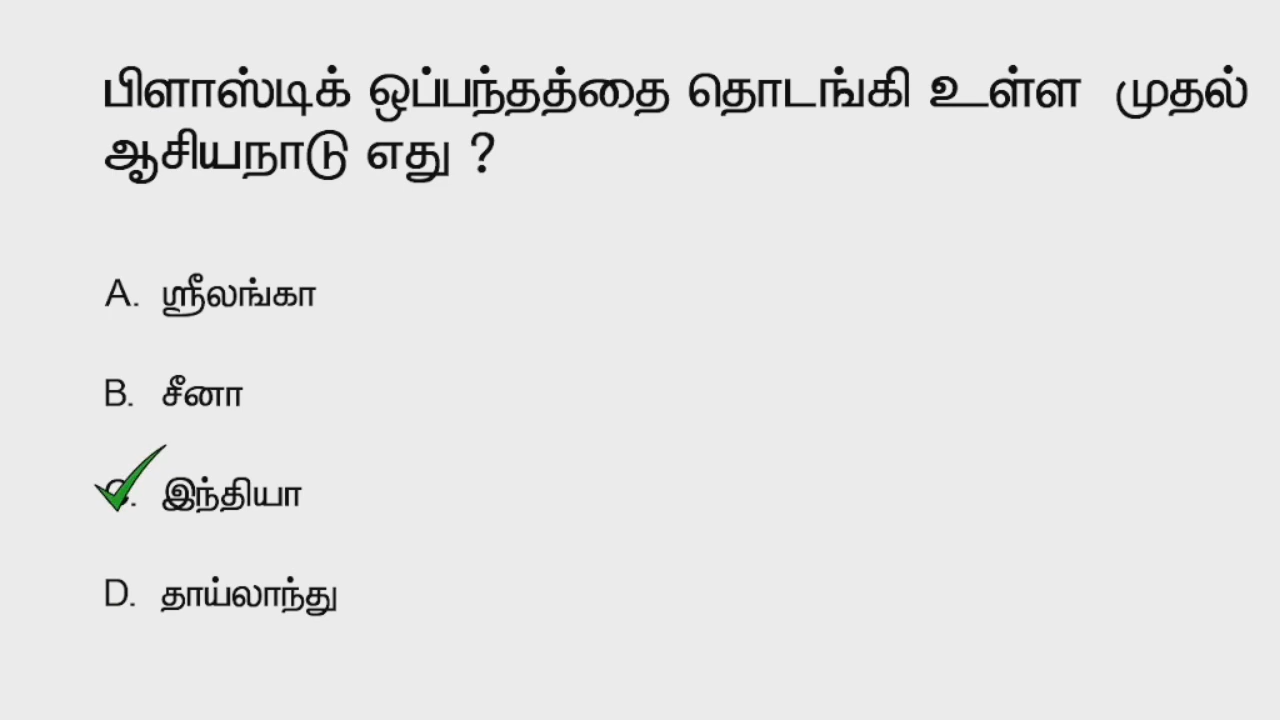 பிளாஸ்டிக் ஒப்பந்தத்தை தொடங்கி உள்ள முதல்
ஆசியநாடு எது ?
A. ஸ்ரீலங்கா
B. சீனா
C. இந்தியா
D. தாய்லாந்து